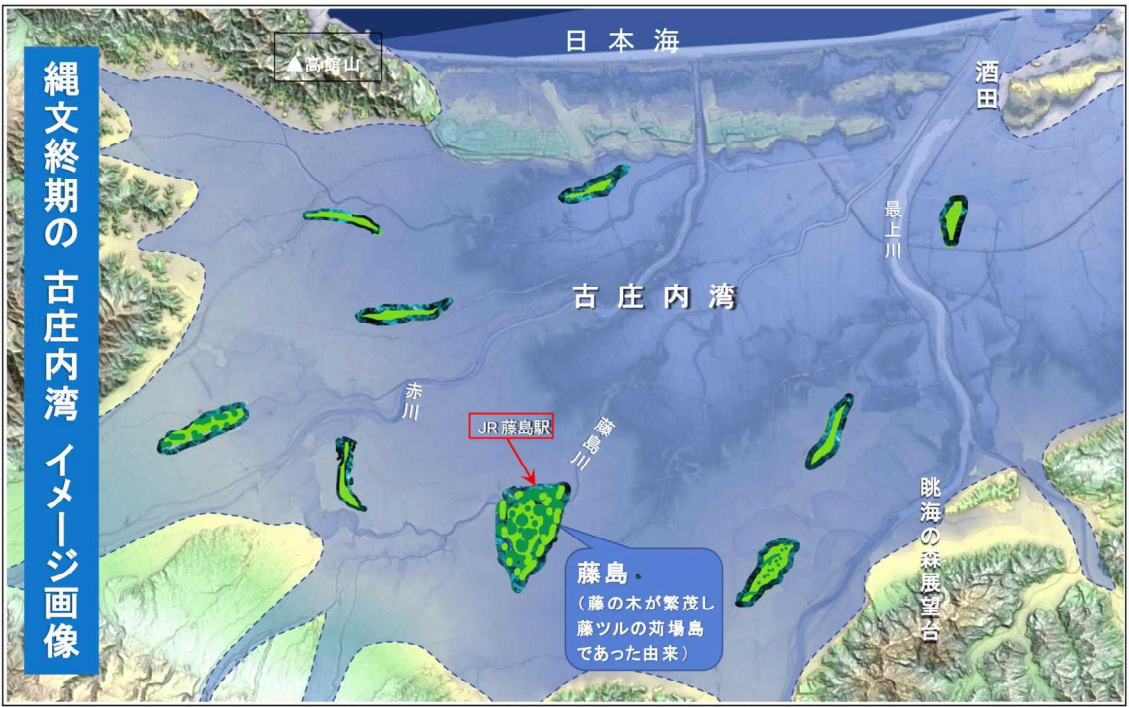 縄文終期の 古庄内湾 イメージ画像
▲高館山
日本海
酒田
最上川
古庄内湾
赤川
JR 藤島駅
藤島川
眺海の森展望台
藤島
（藤の木が繁茂し
藤ツルの苅場島
であった由来）